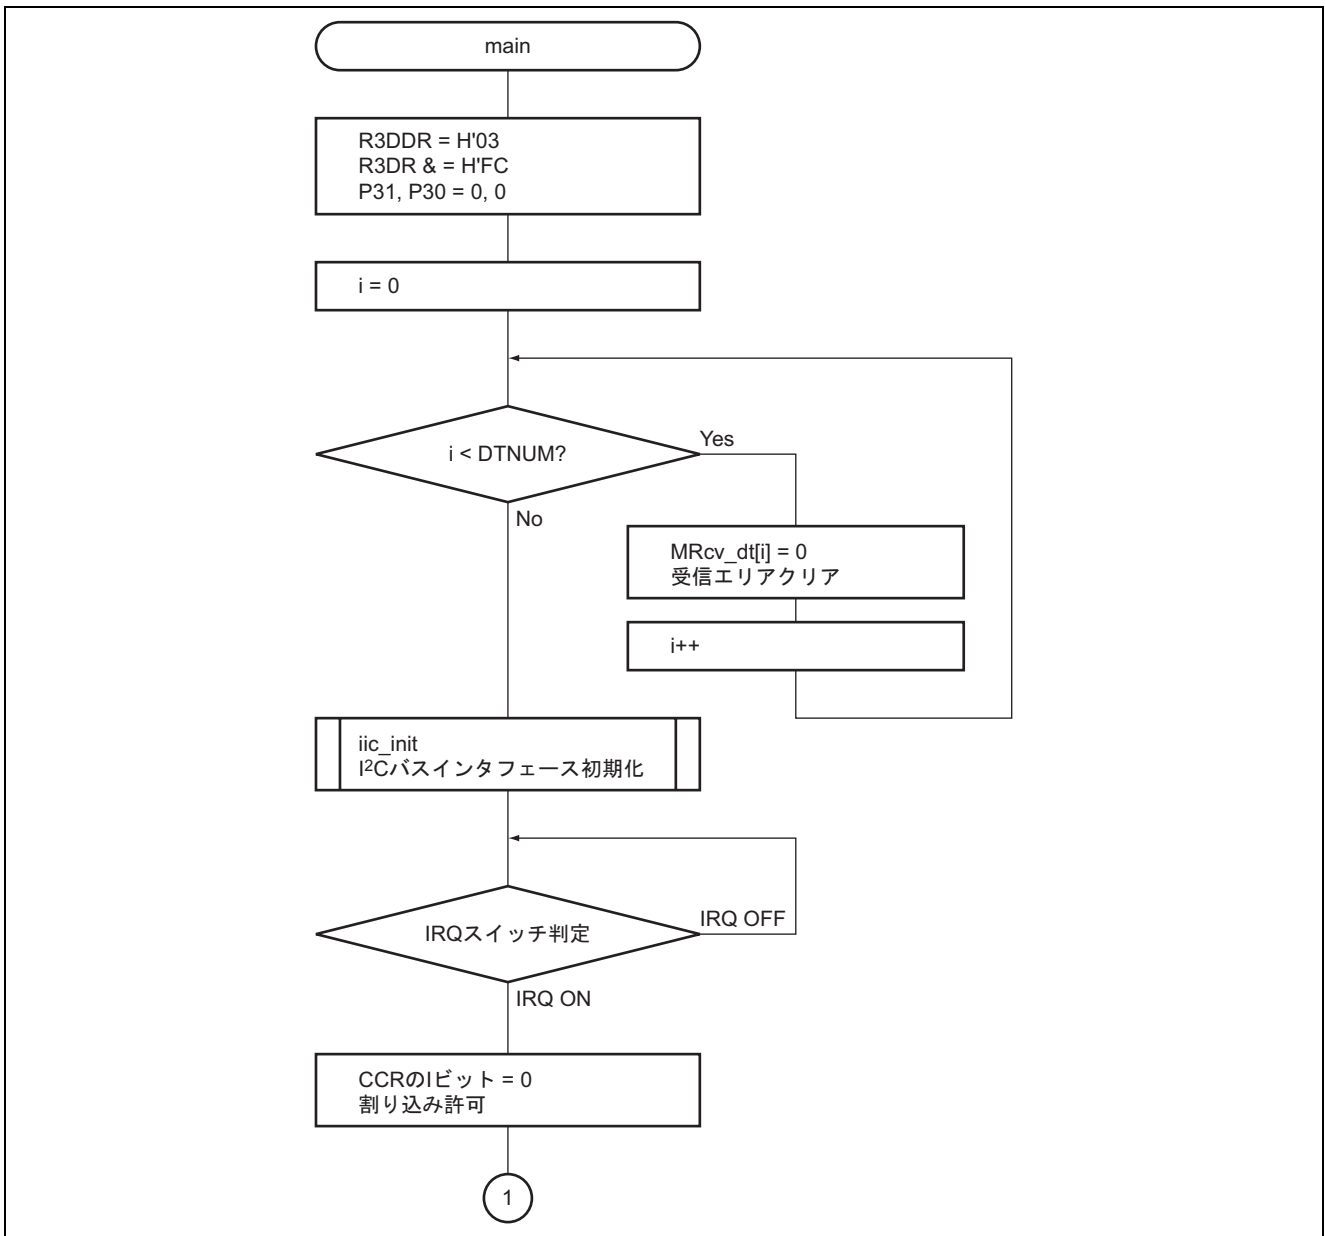 main
R3DDR = H'03
R3DR & = H'FC
P31, P30 = 0, 0
i = 0
i < DTNUM?
Yes
No
MRcv_dt[i] = 0
受信エリアクリア
i++
iic_init
I²Cバスインタフェース初期化
IRQスイッチ判定
IRQ OFF
IRQ ON
CCRのIビット = 0
割り込み許可
1